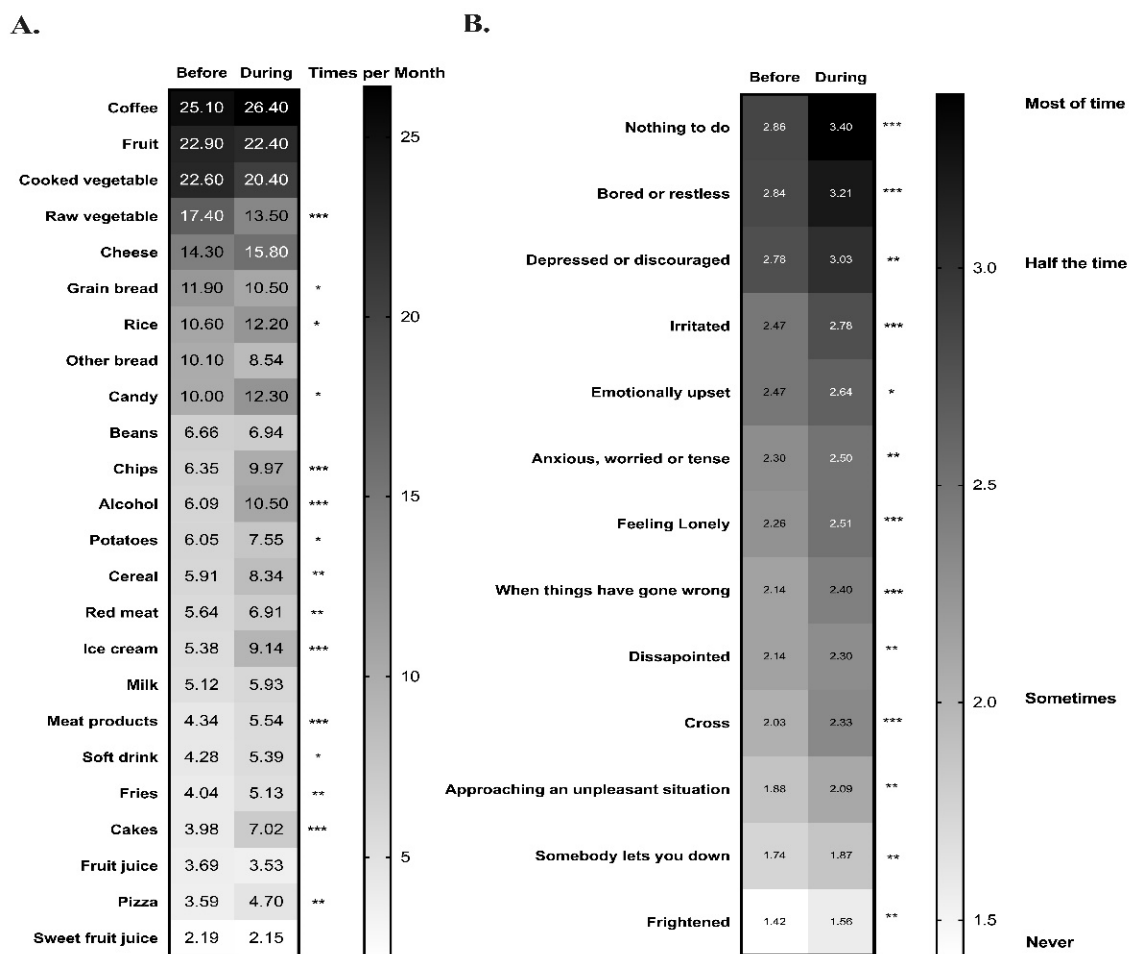 A.
Before During Times per Month
Coffee 25.10 26.40
Fruit 22.90 22.40
Cooked vegetable 22.60 20.40
Raw vegetable 17.40 13.50 ***
Cheese 14.30 15.80
Grain bread 11.90 10.50 *
Rice 10.60 12.20 *
Other bread 10.10 8.54
Candy 10.00 12.30 *
Beans 6.66 6.94
Chips 6.35 9.97 ***
Alcohol 6.09 10.50 ***
Potatoes 6.05 7.55 *
Cereal 5.91 8.34 **
Red meat 5.64 6.91 **
Ice cream 5.38 9.14 ***
Milk 5.12 5.93
Meat products 4.34 5.54 ***
Soft drink 4.28 5.39 *
Fries 4.04 5.13 **
Cakes 3.98 7.02 ***
Fruit juice 3.69 3.53
Pizza 3.59 4.70 **
Sweet fruit juice 2.19 2.15
25
20
15
10
5
B.
Before During
Nothing to do 2.86 3.40 ***
Bored or restless 2.84 3.21 ***
Depressed or discouraged 2.78 3.03 **
Irritated 2.47 2.78 ***
Emotionally upset 2.47 2.64 *
Anxious, worried or tense 2.30 2.50 **
Feeling Lonely 2.26 2.51 ***
When things have gone wrong 2.14 2.40 ***
Dissapointed 2.14 2.30 **
Cross 2.03 2.33 ***
Approaching an unpleasant situation 1.88 2.09 **
Somebody lets you down 1.74 1.87 **
Frightened 1.42 1.56 **
3.0
2.5
2.0
1.5
Most of time
Half the time
Sometimes
Never